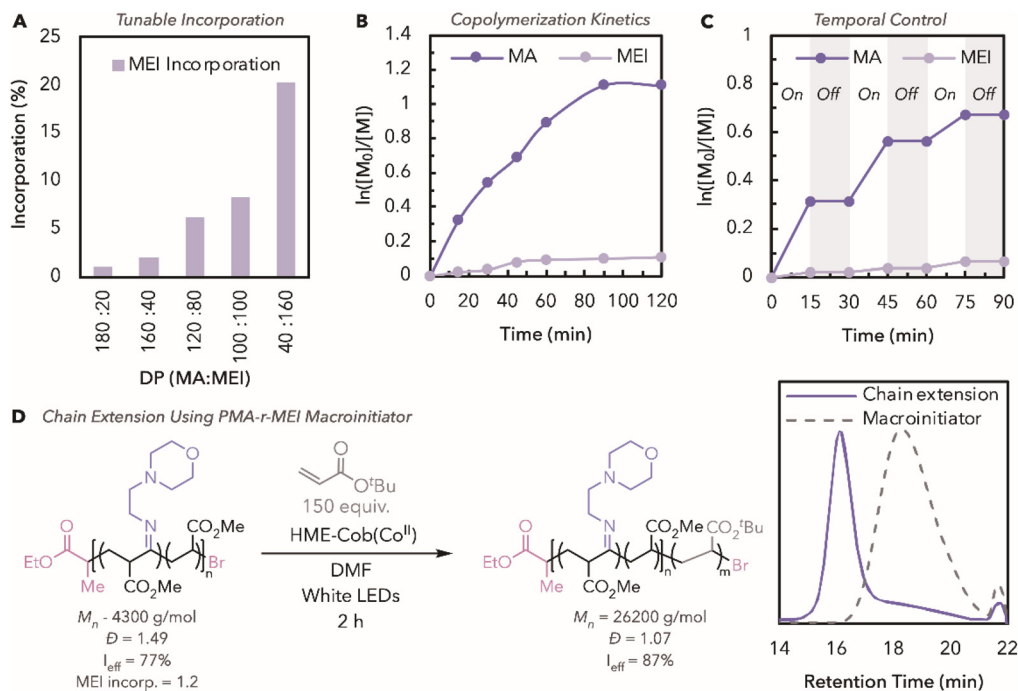 A Tunable Incorporation
25
20
15
10
5
0
Incorporation (%)
MEI Incorporation
180 :20
160 :40
120 :80
100 :100
40 :160
DP (MA:MEI)
B Copolymerization Kinetics
1.4
1.2
1
0.8
0.6
0.4
0.2
0
ln([M₀]/[M])
MA
MEI
0 20 40 60 80 100 120
Time (min)
C Temporal Control
1
0.8
0.6
0.4
0.2
0
ln([M₀]/[M])
MA
MEI
On Off On Off On Off
0 15 30 45 60 75 90
Time (min)
D Chain Extension Using PMA-r-MEI Macroinitiator
O
N
N
O
EtO
Me
CO₂Me
CO₂Me
Br
n
Mn - 4300 g/mol
Đ = 1.49
Ieff = 77%
MEI incorp. = 1.2
O
OᵗBu
150 equiv.
HME-Cob(Coᴵᴵ)
DMF
White LEDs
2 h
O
N
N
O
EtO
Me
CO₂Me
CO₂Me
CO₂ᵗBu
Br
n
m
Mn = 26200 g/mol
Đ = 1.07
Ieff = 87%
Chain extension
Macroinitiator
14 16 18 20 22
Retention Time (min)